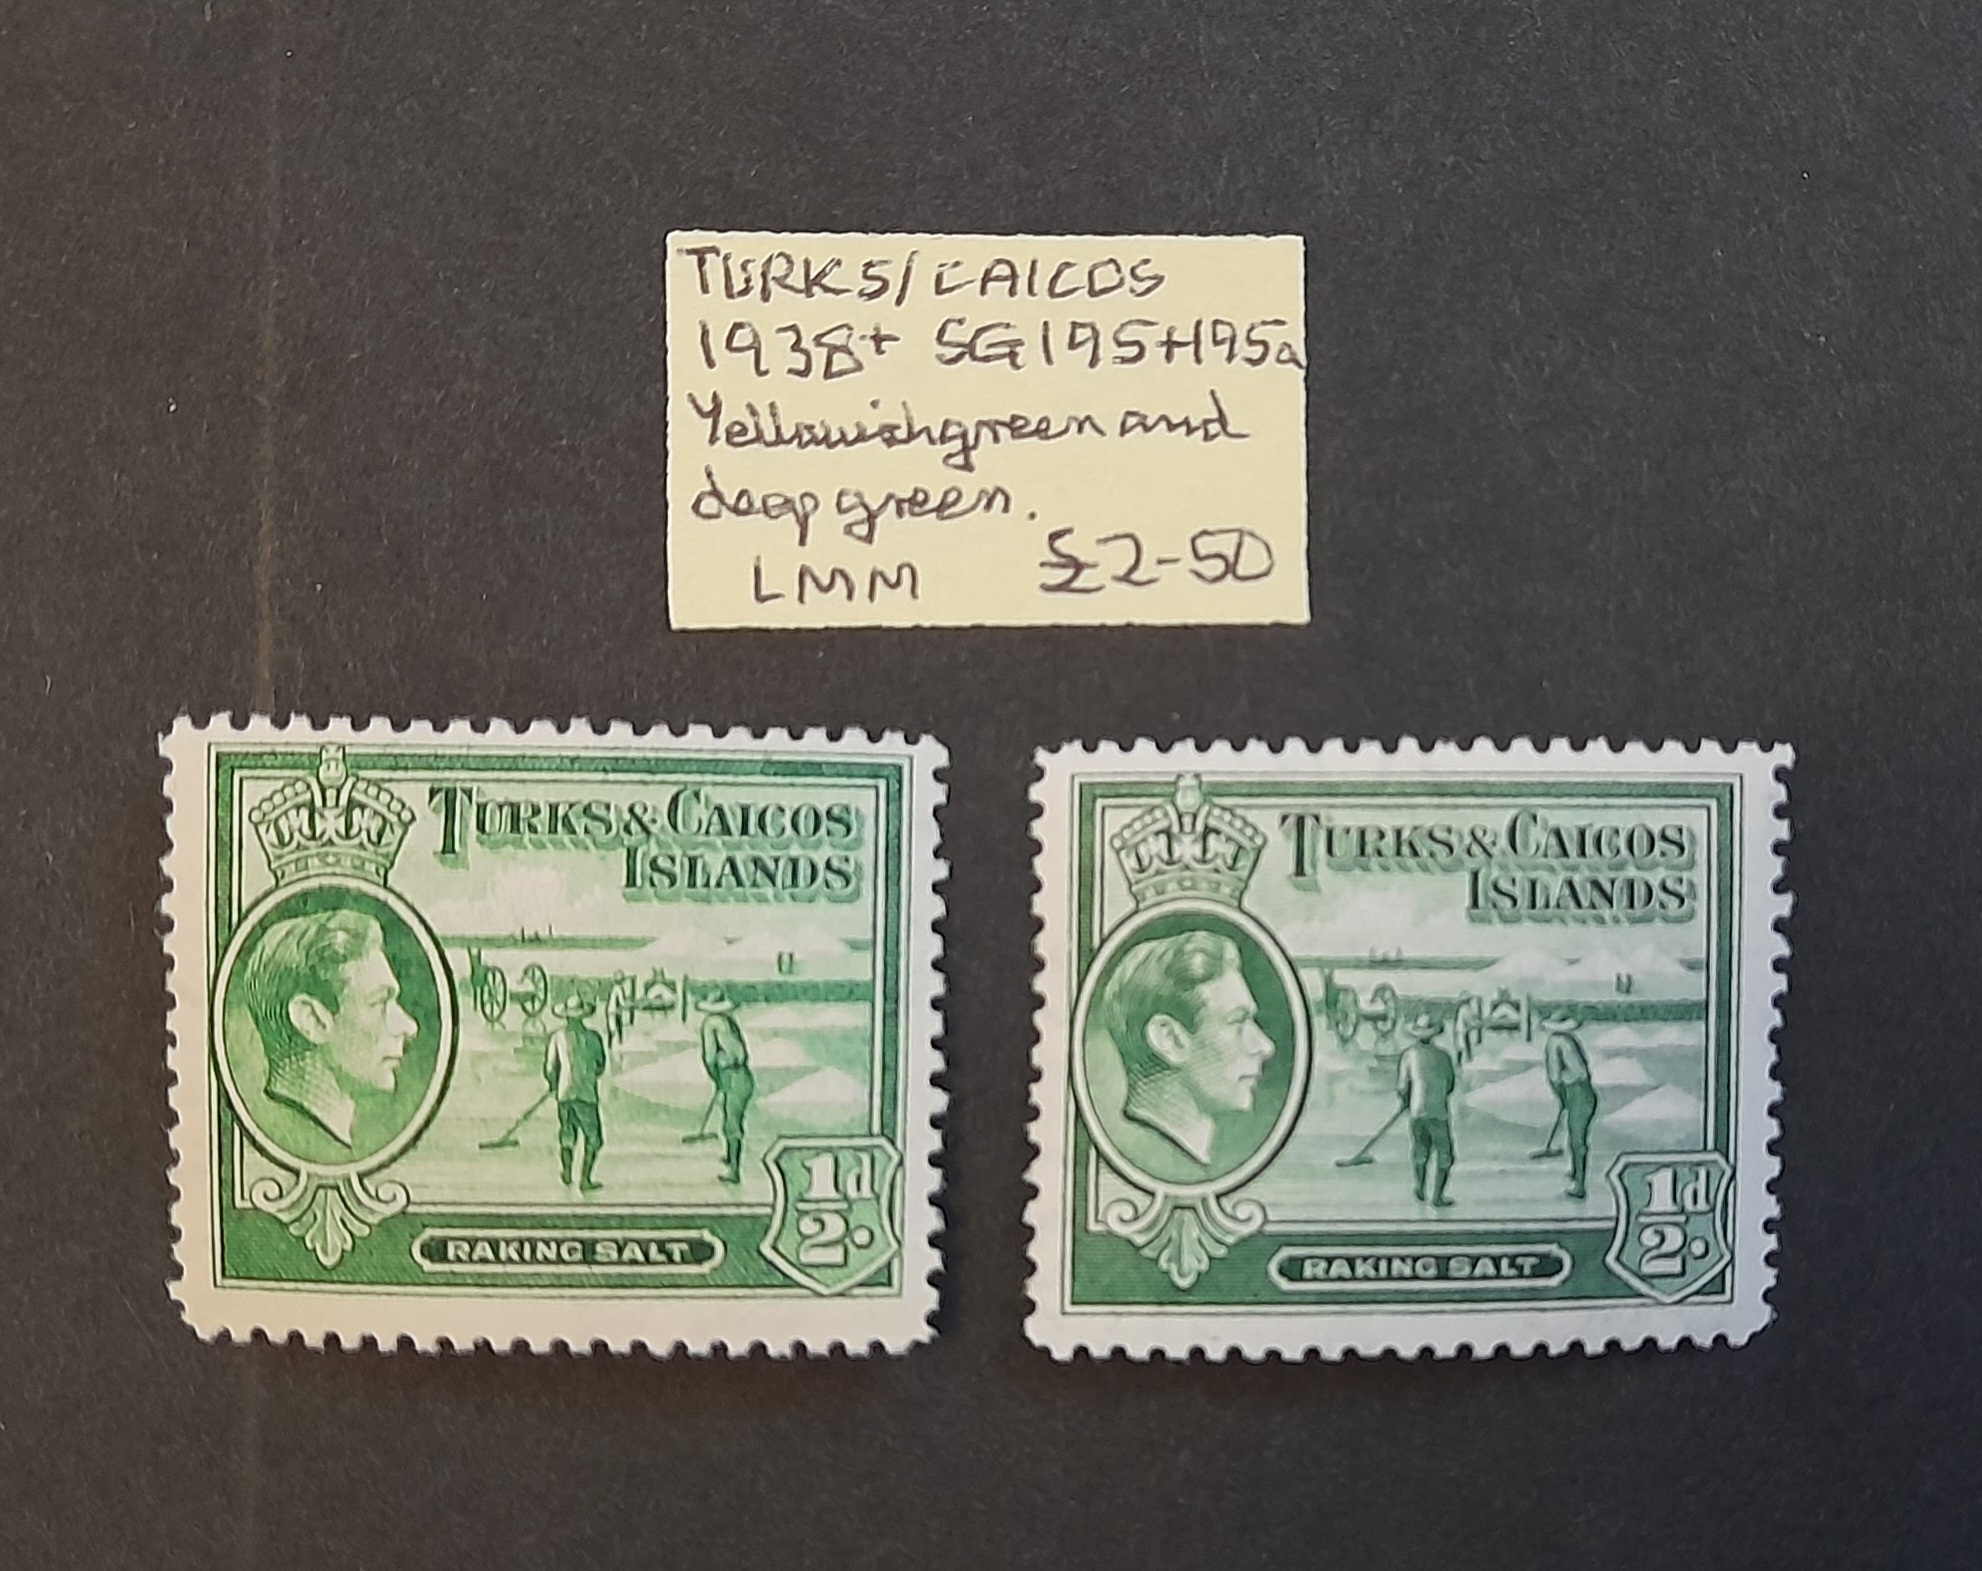 TURKS/CAICOS
1938+ SG195+195a
Yellowish green and
deep green.
LMM £2-50
TURKS & CAICOS
ISLANDS
1/2d.
RAKING SALT
TURKS & CAICOS
ISLANDS
1/2d.
RAKING SALT